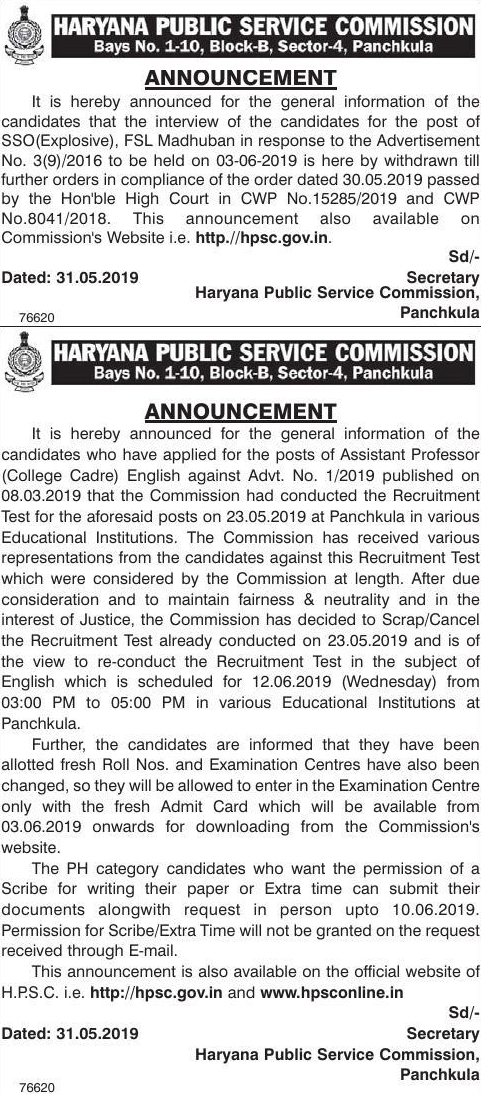 HARYANA PUBLIC SERVICE COMMISSION
Bays No. 1-10, Block-B, Sector-4, Panchkula
ANNOUNCEMENT
It is hereby announced for the general information of the
candidates that the interview of the candidates for the post of
SSO(Explosive), FSL Madhuban in response to the Advertisement
No. 3(9)/2016 to be held on 03-06-2019 is here by withdrawn till
further orders in compliance of the order dated 30.05.2019 passed
by the Hon'ble High Court in CWP No.15285/2019 and CWP
No.8041/2018. This announcement also available on
Commission's Website i.e. http.//hpsc.gov.in.
Sd/-
Dated: 31.05.2019 Secretary
Haryana Public Service Commission,
76620 Panchkula
HARYANA PUBLIC SERVICE COMMISSION
Bays No. 1-10, Block-B, Sector-4, Panchkula
ANNOUNCEMENT
It is hereby announced for the general information of the
candidates who have applied for the posts of Assistant Professor
(College Cadre) English against Advt. No. 1/2019 published on
08.03.2019 that the Commission had conducted the Recruitment
Test for the aforesaid posts on 23.05.2019 at Panchkula in various
Educational Institutions. The Commission has received various
representations from the candidates against this Recruitment Test
which were considered by the Commission at length. After due
consideration and to maintain fairness & neutrality and in the
interest of Justice, the Commission has decided to Scrap/Cancel
the Recruitment Test already conducted on 23.05.2019 and is of
the view to re-conduct the Recruitment Test in the subject of
English which is scheduled for 12.06.2019 (Wednesday) from
03:00 PM to 05:00 PM in various Educational Institutions at
Panchkula.
Further, the candidates are informed that they have been
allotted fresh Roll Nos. and Examination Centres have also been
changed, so they will be allowed to enter in the Examination Centre
only with the fresh Admit Card which will be available from
03.06.2019 onwards for downloading from the Commission's
website.
The PH category candidates who want the permission of a
Scribe for writing their paper or Extra time can submit their
documents alongwith request in person upto 10.06.2019.
Permission for Scribe/Extra Time will not be granted on the request
received through E-mail.
This announcement is also available on the official website of
H.P.S.C. i.e. http://hpsc.gov.in and www.hpsconline.in
Sd/-
Dated: 31.05.2019 Secretary
Haryana Public Service Commission,
Panchkula
76620